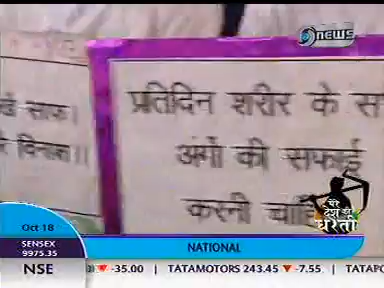 news
साफ।
विनाश॥
प्रतिदिन शरीर के
अंगों की सफाई
करनी
मेरे
देश की
धरती
Oct 18
SENSEX
9975.35
NATIONAL
NSE
-35.00 | TATAMOTORS 243.45 ▼ -7.55 | TATAPO